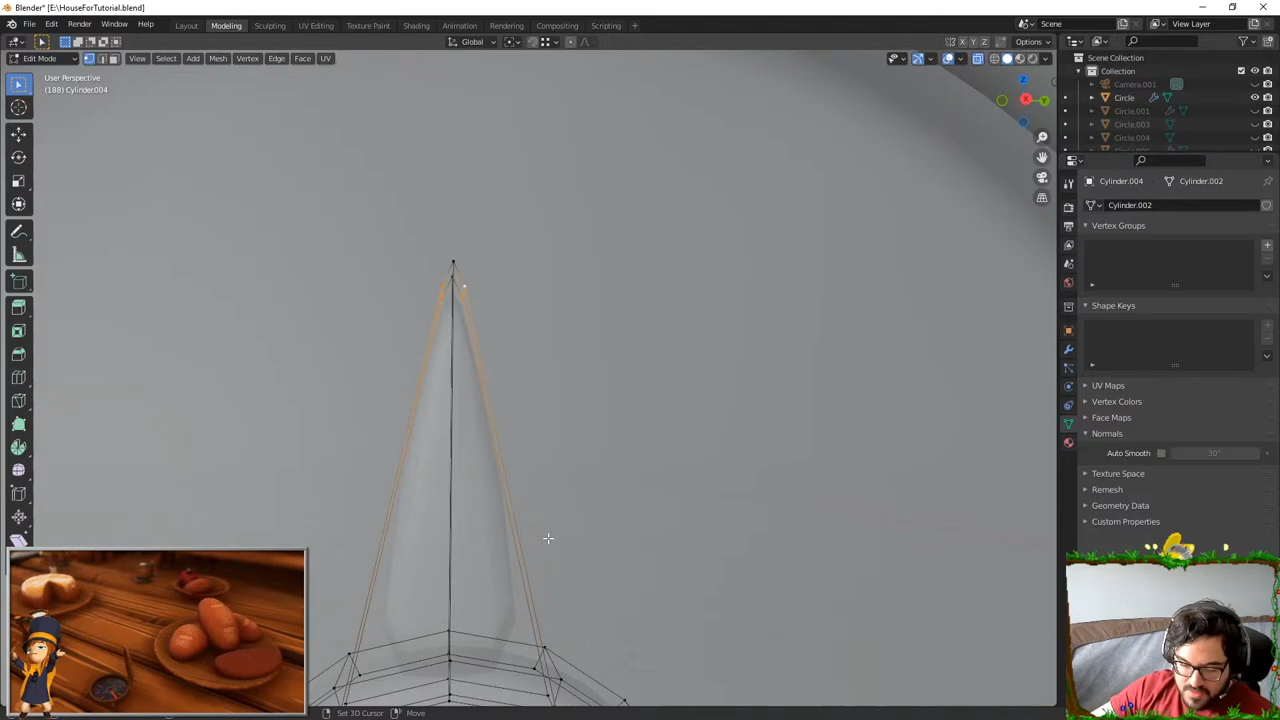 Blender* [E:\HouseForTutorial.blend]
File Edit Render Window Help Layout Modeling Sculpting UV Editing Texture Paint Shading Animation Rendering Compositing Scripting + Scene View Layer
Global Options
X Y Z
Edit Mode View Select Add Mesh Vertex Edge Face UV
User Perspective
(188) Cylinder.004
Z
X Y
Scene Collection
Collection
Camera.001
Circle
Circle.001
Circle.003
Circle.004
Cylinder.004 Cylinder.002
Cylinder.002
Vertex Groups
Shape Keys
UV Maps
Vertex Colors
Face Maps
Normals
Auto Smooth 30°
Texture Space
Remesh
Geometry Data
Custom Properties
Set 3D Cursor Move